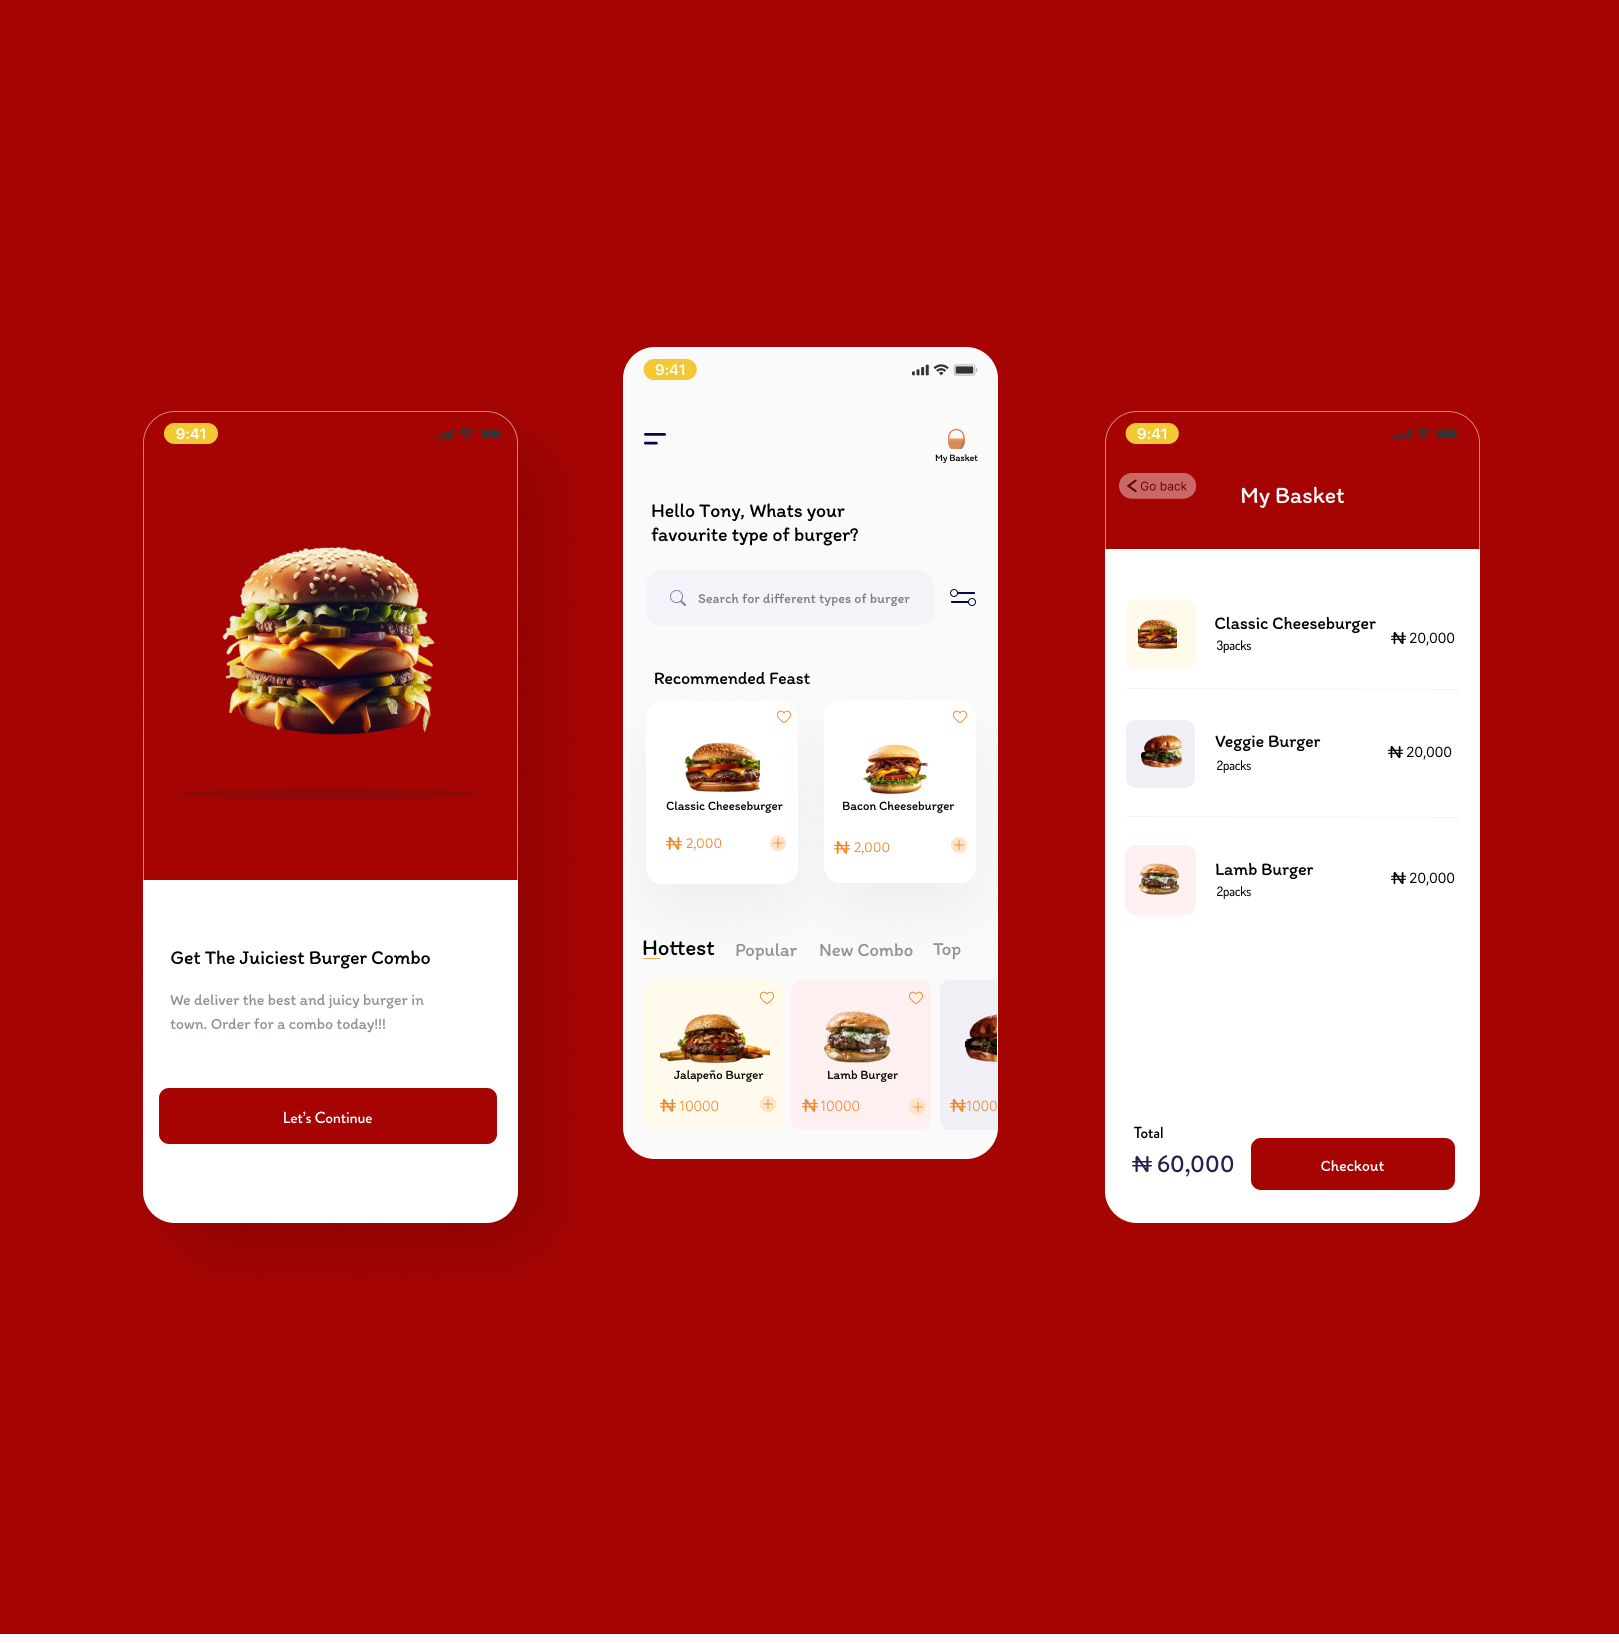 9:41
Get The Juiciest Burger Combo
We deliver the best and juicy burger in
town. Order for a combo today!!!
Let's Continue
9:41
My Basket
Hello Tony, Whats your
favourite type of burger?
Search for different types of burger
Recommended Feast
Classic Cheeseburger
₦ 2,000
Bacon Cheeseburger
₦ 2,000
Hottest Popular New Combo Top
Jalapeño Burger
₦ 10000
Lamb Burger
₦ 10000
₦1000
9:41
Go back
My Basket
Classic Cheeseburger
3packs
₦ 20,000
Veggie Burger
2packs
₦ 20,000
Lamb Burger
2packs
₦ 20,000
Total
₦ 60,000
Checkout